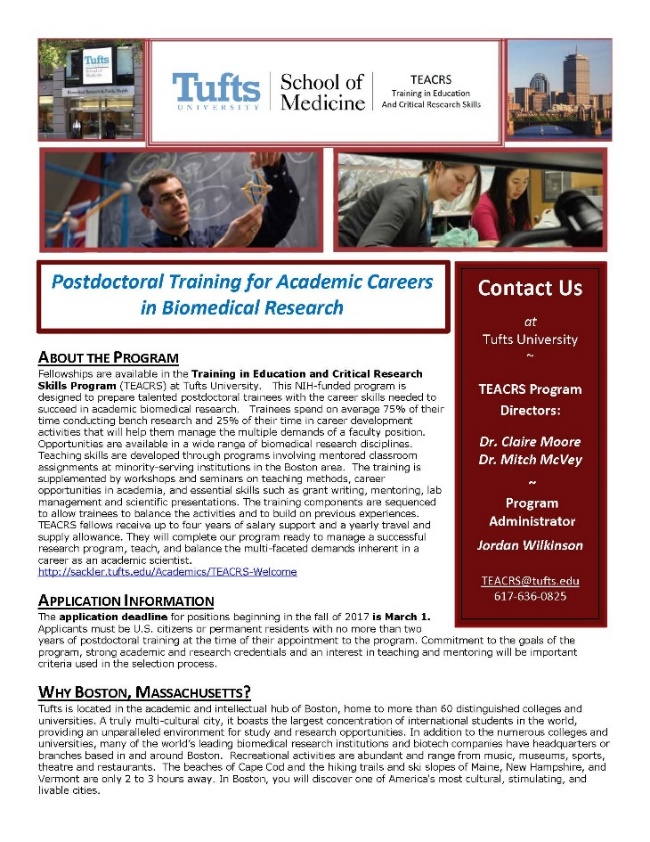 Tufts
School of
Medicine
Tufts
UNIVERSITY
School of
Medicine
TEACRS
Training in Education
And Critical Research Skills
Postdoctoral Training for Academic Careers
in Biomedical Research
ABOUT THE PROGRAM
Fellowships are available in the Training in Education and Critical Research
Skills Program (TEACRS) at Tufts University. This NIH-funded program is
designed to prepare talented postdoctoral trainees with the career skills needed to
succeed in academic biomedical research. Trainees spend on average 75% of their
time conducting bench research and 25% of their time in career development
activities that will help them manage the multiple demands of a faculty position.
Opportunities are available in a wide range of biomedical research disciplines.
Teaching skills are developed through programs involving mentored classroom
assignments at minority-serving institutions in the Boston area. The training is
supplemented by workshops and seminars on teaching methods, career
opportunities in academia, and essential skills such as grant writing, mentoring, lab
management and scientific presentations. The training components are sequenced
to allow trainees to balance the activities and to build on previous experiences.
TEACRS fellows receive up to four years of salary support and a yearly travel and
supply allowance. They will complete our program ready to manage a successful
research program, teach, and balance the multi-faceted demands inherent in a
career as an academic scientist.
http://sackler.tufts.edu/Academics/TEACRS-Welcome
Contact Us
at
Tufts University
~
TEACRS Program
Directors:
Dr. Claire Moore
Dr. Mitch McVey
~
Program
Administrator
Jordan Wilkinson
TEACRS@tufts.edu
617-636-0825
APPLICATION INFORMATION
The application deadline for positions beginning in the fall of 2017 is March 1.
Applicants must be U.S. citizens or permanent residents with no more than two
years of postdoctoral training at the time of their appointment to the program. Commitment to the goals of the
program, strong academic and research credentials and an interest in teaching and mentoring will be important
criteria used in the selection process.
WHY BOSTON, MASSACHUSETTS?
Tufts is located in the academic and intellectual hub of Boston, home to more than 60 distinguished colleges and
universities. A truly multi-cultural city, it boasts the largest concentration of international students in the world,
providing an unparalleled environment for study and research opportunities. In addition to the numerous colleges and
universities, many of the world's leading biomedical research institutions and biotech companies have headquarters or
branches based in and around Boston. Recreational activities are abundant and range from music, museums, sports,
theatre and restaurants. The beaches of Cape Cod and the hiking trails and ski slopes of Maine, New Hampshire, and
Vermont are only 2 to 3 hours away. In Boston, you will discover one of America's most cultural, stimulating, and
livable cities.